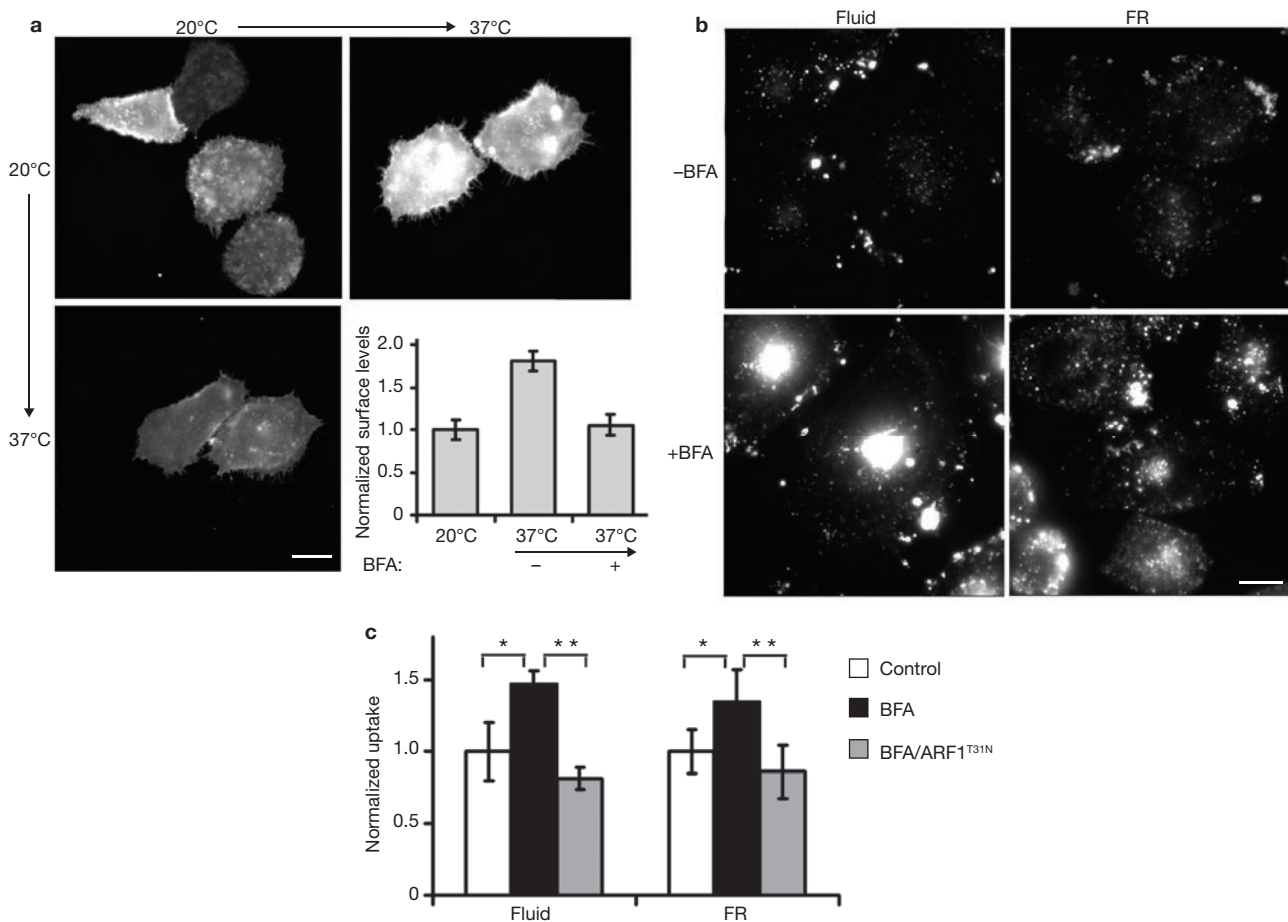 a
20°C
37°C
20°C
37°C
Normalized surface levels
2.0
1.5
1.0
0.5
0
20°C 37°C 37°C
BFA: – +
b
Fluid FR
–BFA
+BFA
c
Normalized uptake
1.5
1.0
0.5
0
* ** * **
Fluid FR
Control
BFA
BFA/ARF1ᵀ³¹ᴺ